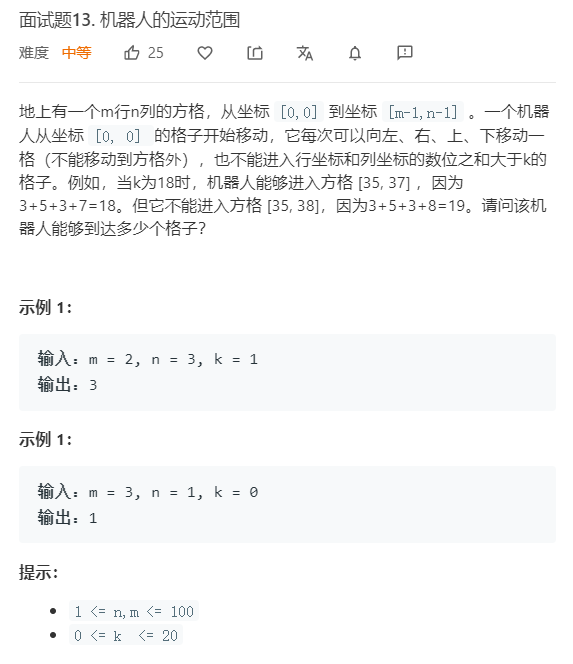 面试题13. 机器人的运动范围
难度 中等 25
地上有一个m行n列的方格，从坐标 [0,0] 到坐标 [m-1,n-1] 。一个机器
人从坐标 [0, 0] 的格子开始移动，它每次可以向左、右、上、下移动一
格（不能移动到方格外），也不能进入行坐标和列坐标的数位之和大于k的
格子。例如，当k为18时，机器人能够进入方格 [35, 37] ，因为
3+5+3+7=18。但它不能进入方格 [35, 38]，因为3+5+3+8=19。请问该机
器人能够到达多少个格子？
示例 1：
输入：m = 2, n = 3, k = 1
输出：3
示例 1：
输入：m = 3, n = 1, k = 0
输出：1
提示：
1 <= n,m <= 100
0 <= k <= 20